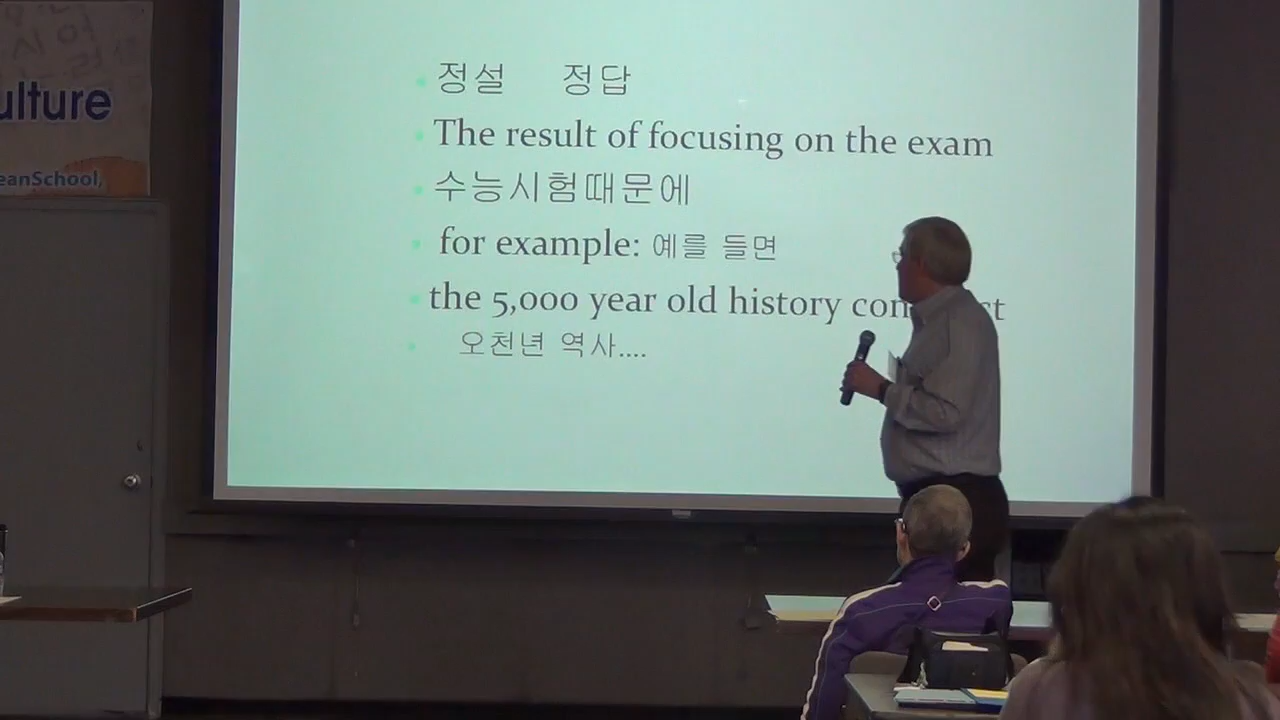 정설 정답
The result of focusing on the exam
수능시험때문에
for example: 예를 들면
the 5,000 year old history
오천년 역사....
ulture
eanSchool,